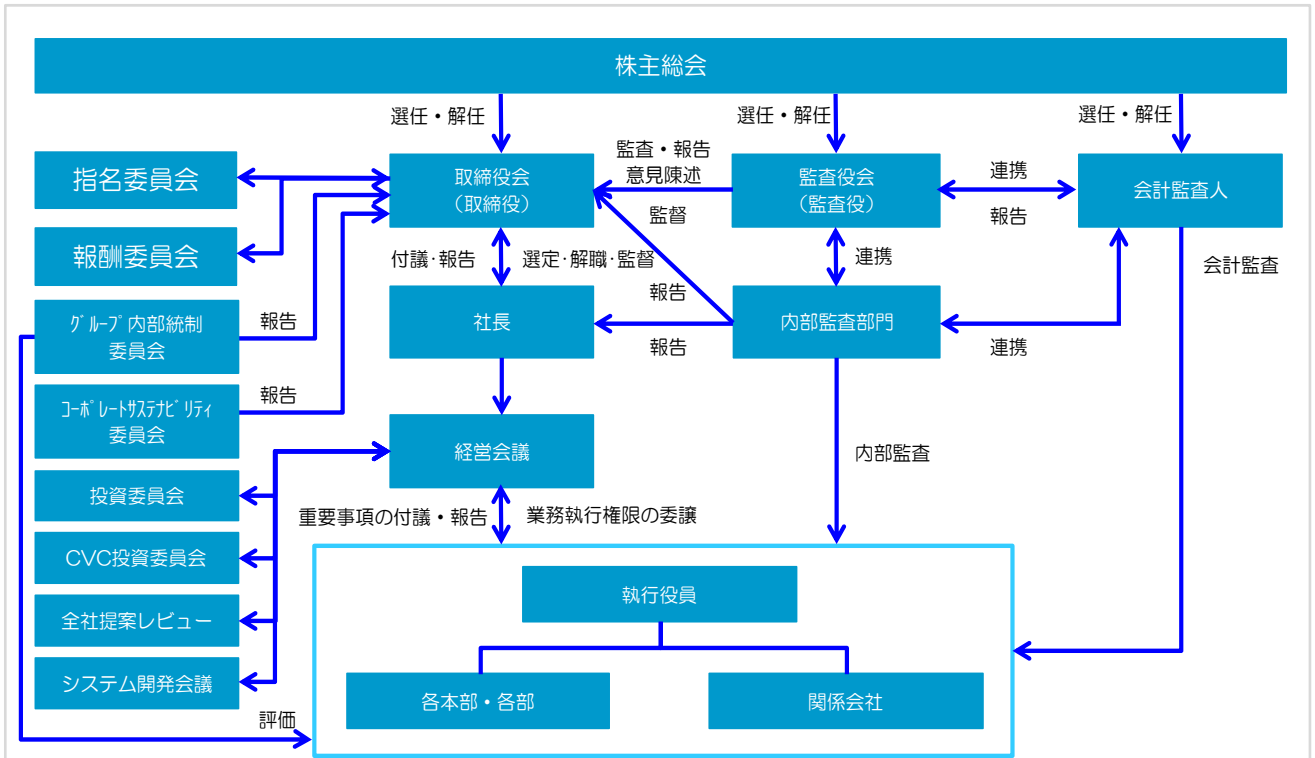 株主総会
選任・解任
選任・解任
選任・解任
指名委員会
取締役会
(取締役)
監査・報告
意見陳述
監督
監査役会
(監査役)
連携
報告
会計監査人
報酬委員会
付議・報告
選定・解職・監督
連携
会計監査
グループ内部統制
委員会
報告
社長
報告
報告
内部監査部門
連携
コーポレートサステナビリティ
委員会
報告
経営会議
内部監査
投資委員会
重要事項の付議・報告
業務執行権限の委譲
CVC投資委員会
執行役員
全社提案レビュー
システム開発会議
各本部・各部
関係会社
評価